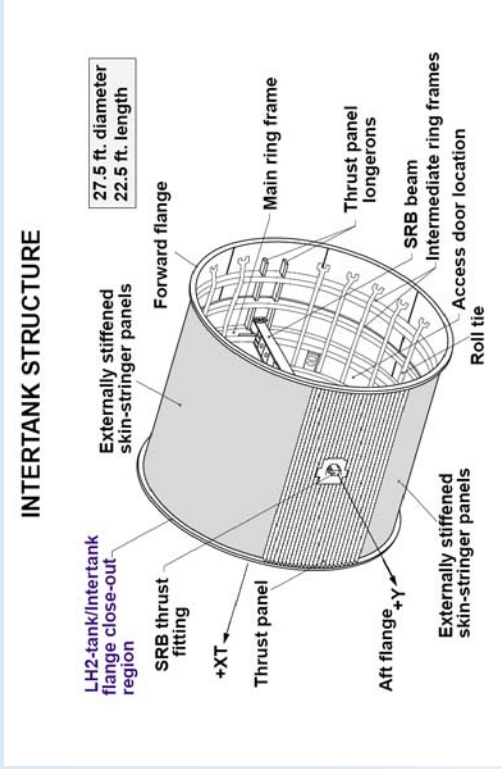 INTERTANK STRUCTURE
27.5 ft. diameter
22.5 ft. length
Externally stiffened
skin-stringer panels
Forward flange
LH2-tank/Intertank
flange close-out
region
Main ring frame
SRB thrust
fitting
Thrust panel
longerons
+XT
SRB beam
Thrust panel
Intermediate ring frames
Access door location
Aft flange
+Y
Roll tie
Externally stiffened
skin-stringer panels